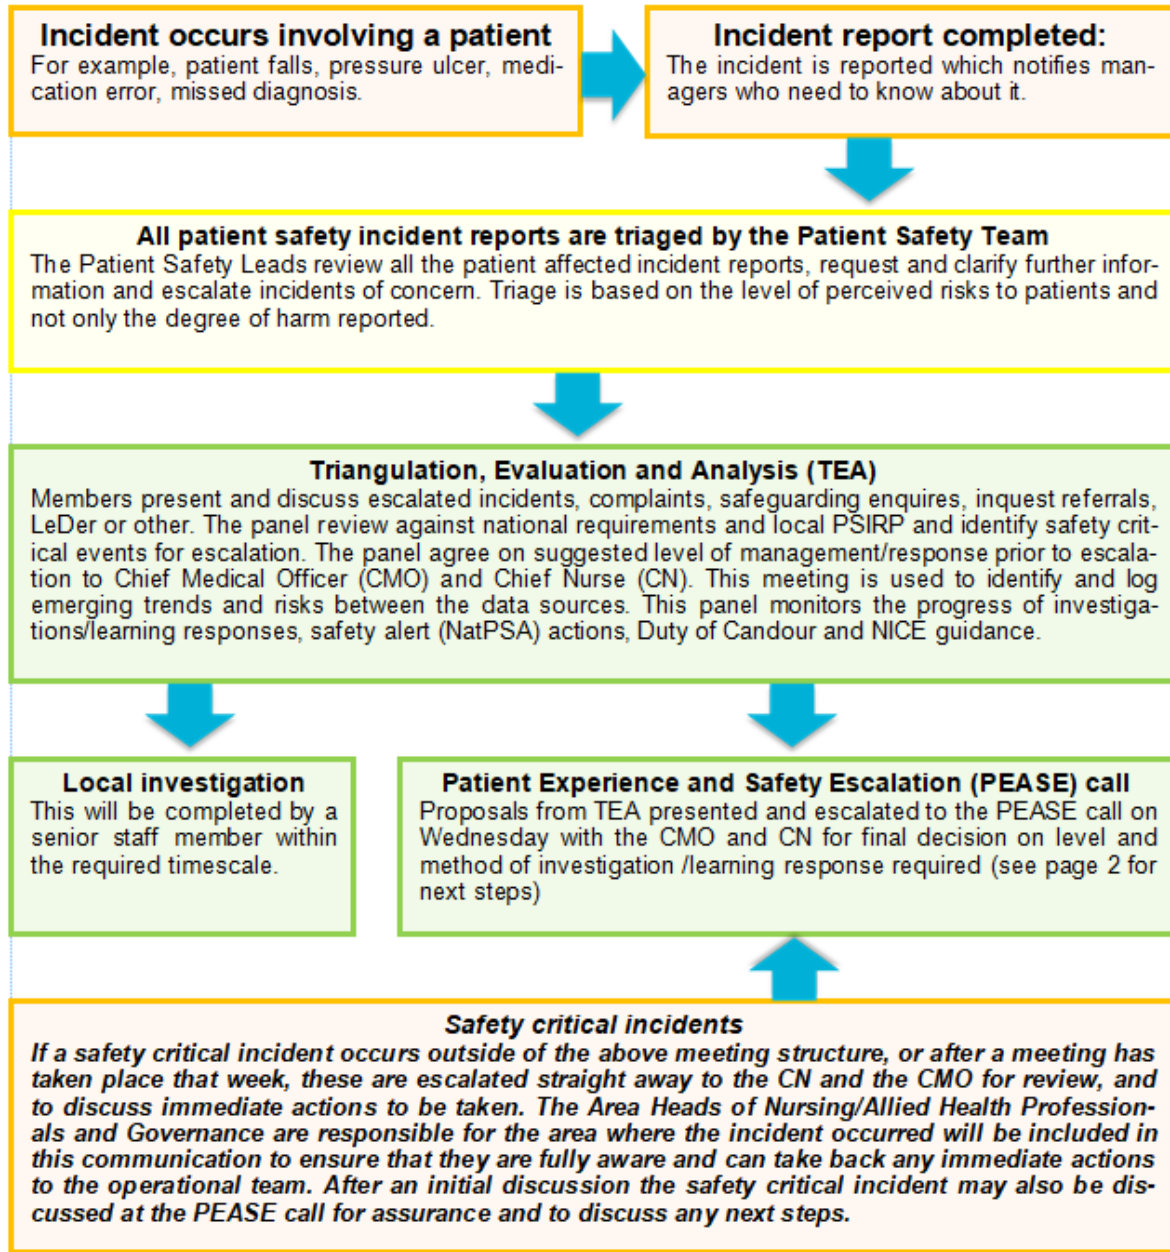 Incident occurs involving a patient
For example, patient falls, pressure ulcer, medi-
cation error, missed diagnosis.
Incident report completed:
The incident is reported which notifies man-
agers who need to know about it.
All patient safety incident reports are triaged by the Patient Safety Team
The Patient Safety Leads review all the patient affected incident reports, request and clarify further infor-
mation and escalate incidents of concern. Triage is based on the level of perceived risks to patients and
not only the degree of harm reported.
Triangulation, Evaluation and Analysis (TEA)
Members present and discuss escalated incidents, complaints, safeguarding enquires, inquest referrals,
LeDer or other. The panel review against national requirements and local PSIRP and identify safety crit-
ical events for escalation. The panel agree on suggested level of management/response prior to escala-
tion to Chief Medical Officer (CMO) and Chief Nurse (CN). This meeting is used to identify and log
emerging trends and risks between the data sources. This panel monitors the progress of investiga-
tions/learning responses, safety alert (NatPSA) actions, Duty of Candour and NICE guidance.
Local investigation
This will be completed by a
senior staff member within
the required timescale.
Patient Experience and Safety Escalation (PEASE) call
Proposals from TEA presented and escalated to the PEASE call on
Wednesday with the CMO and CN for final decision on level and
method of investigation /learning response required (see page 2 for
next steps)
Safety critical incidents
If a safety critical incident occurs outside of the above meeting structure, or after a meeting has
taken place that week, these are escalated straight away to the CN and the CMO for review, and
to discuss immediate actions to be taken. The Area Heads of Nursing/Allied Health Profession-
als and Governance are responsible for the area where the incident occurred will be included in
this communication to ensure that they are fully aware and can take back any immediate actions
to the operational team. After an initial discussion the safety critical incident may also be dis-
cussed at the PEASE call for assurance and to discuss any next steps.